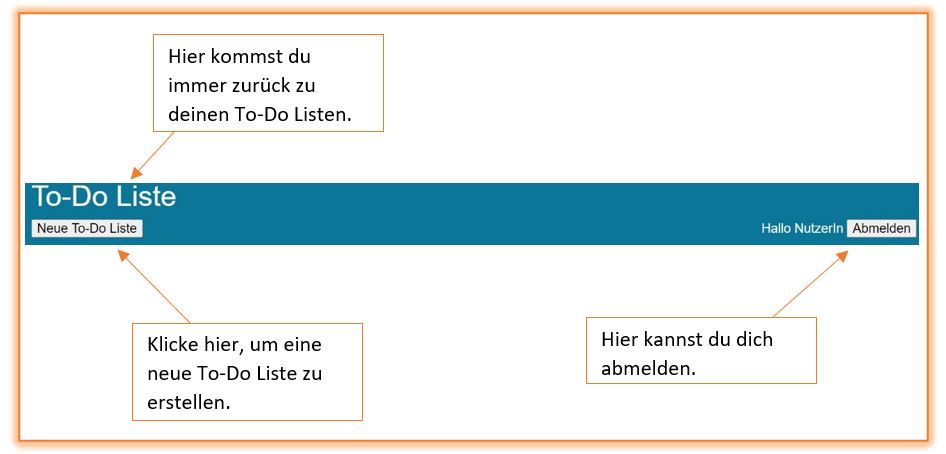 Hier kommst du
immer zurück zu
deinen To-Do Listen.
To-Do Liste
Neue To-Do Liste
Hallo NutzerIn
Abmelden
Klicke hier, um eine
neue To-Do Liste zu
erstellen.
Hier kannst du dich
abmelden.